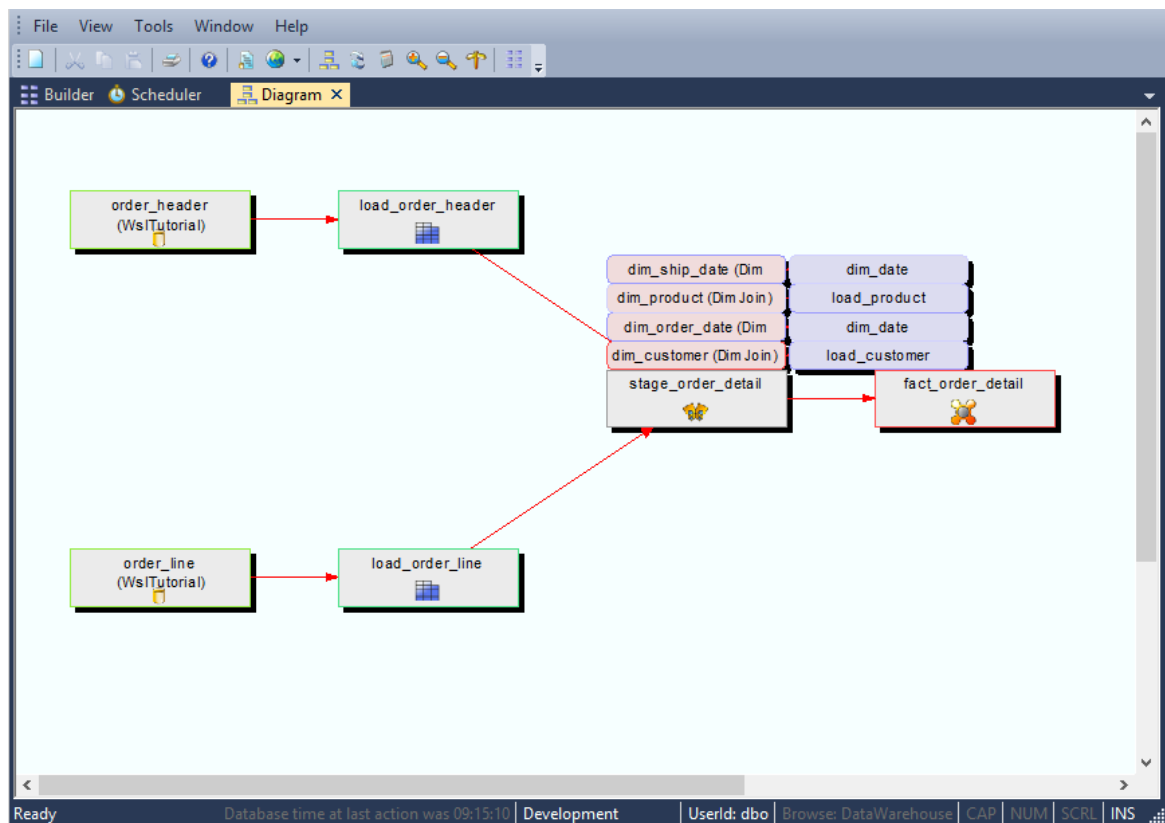 File View Tools Window Help
Builder Scheduler Diagram
order_header
(WslTutorial)
load_order_header
dim_ship_date (Dim
dim_date
dim_product (Dim Join)
load_product
dim_order_date (Dim
dim_date
dim_customer (Dim Join)
load_customer
stage_order_detail
fact_order_detail
order_line
(WslTutorial)
load_order_line
Ready Database time at last action was 09:15:10 Development UserId: dbo Browse: DataWarehouse CAP NUM SCRL INS